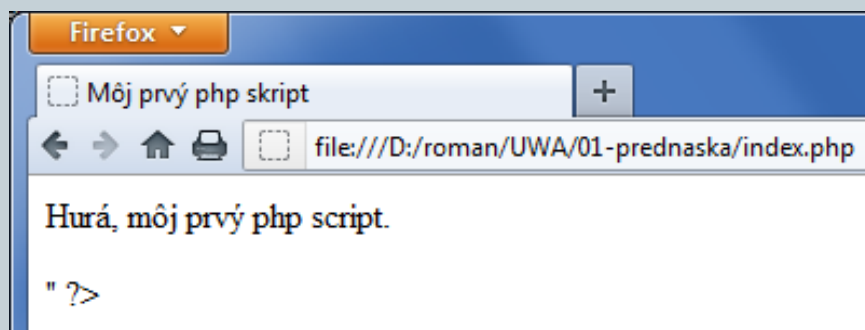 Firefox
Môj prvý php skript
file:///D:/roman/UWA/01-prednaska/index.php
Hurá, môj prvý php script.
" ?>